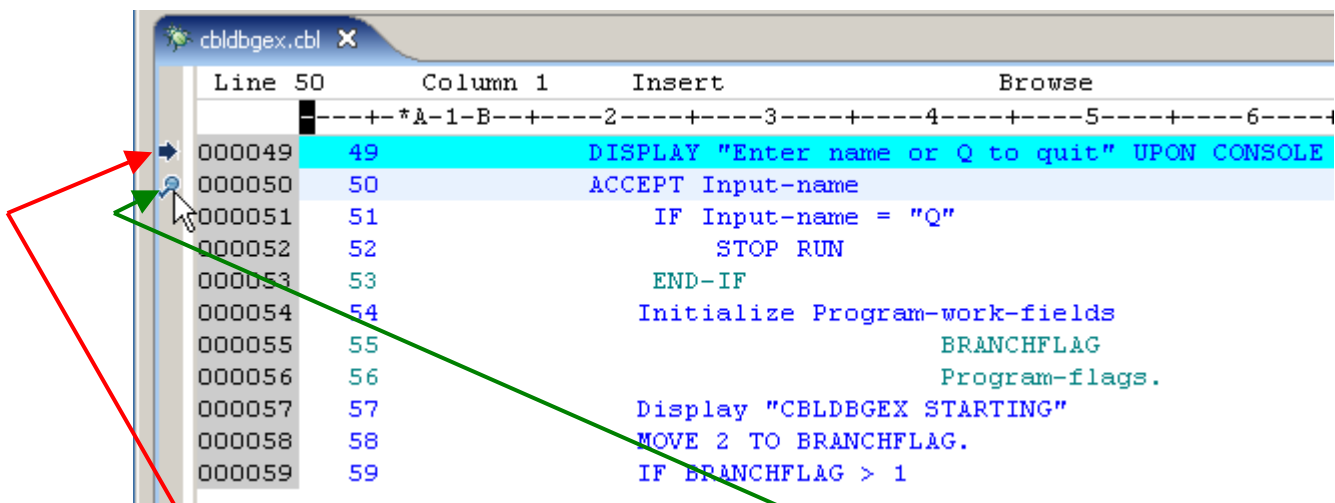 cbldbgex.cbl
Line 50 Column 1 Insert Browse
----+-*A-1-B--+----2----+----3----+----4----+----5----+----6----+
000049 49 DISPLAY "Enter name or Q to quit" UPON CONSOLE
000050 50 ACCEPT Input-name
000051 51 IF Input-name = "Q"
000052 52 STOP RUN
000053 53 END-IF
000054 54 Initialize Program-work-fields
000055 55 BRANCHFLAG
000056 56 Program-flags.
000057 57 Display "CBLDBGEX STARTING"
000058 58 MOVE 2 TO BRANCHFLAG.
000059 59 IF BRANCHFLAG > 1